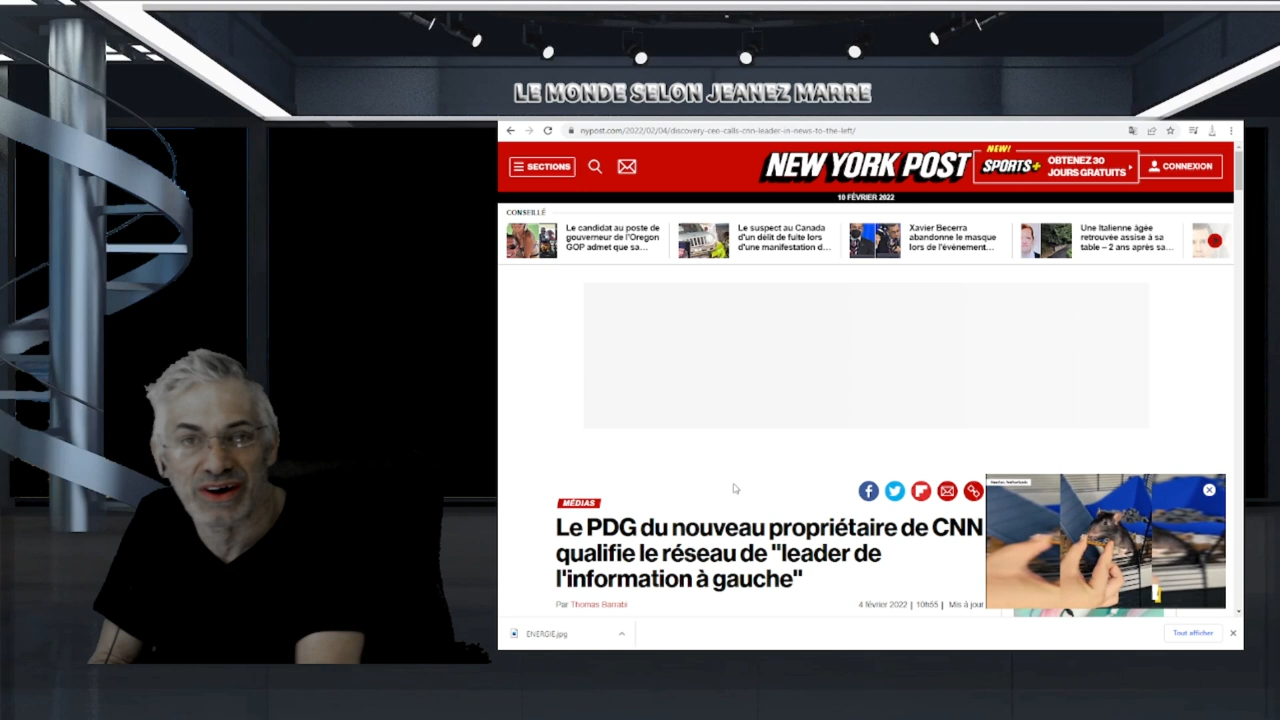 LE MONDE SELON JEANEZ MARRE
nypost.com/2022/02/04/discovery-ceo-calls-cnn-leader-in-news-to-the-left/
SECTIONS
NEW YORK POST
NEW!
SPORTS+
OBTENEZ 30
JOURS GRATUITS
CONNEXION
10 FÉVRIER 2022
CONSEILLÉ
Le candidat au poste de
gouverneur de l'Oregon
GOP admet que sa...
Le suspect au Canada
d'un délit de fuite lors
d'une manifestation d...
Xavier Becerra
abandonne le masque
lors de l'événement...
Une Italienne âgée
retrouvée assise à sa
table – 2 ans après sa...
MÉDIAS
Le PDG du nouveau propriétaire de CNN
qualifie le réseau de "leader de
l'information à gauche"
Par Thomas Barrabi
4 février 2022 | 10h55 | Mis à jour
ENERGIE.jpg
Tout afficher